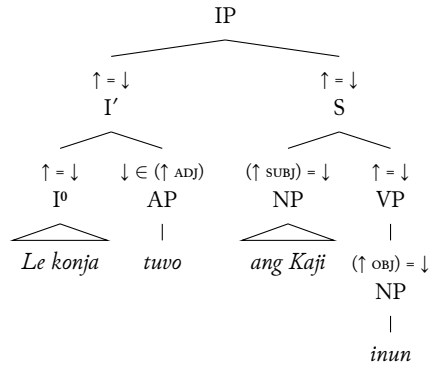 IP
↑ = ↓ ↑ = ↓
I′ S
↑ = ↓ ↓ ∈ (↑ ADJ) (↑ SUBJ) = ↓ ↑ = ↓
I⁰ AP NP VP
Le konja tuvo ang Kaji (↑ OBJ) = ↓
NP
inun